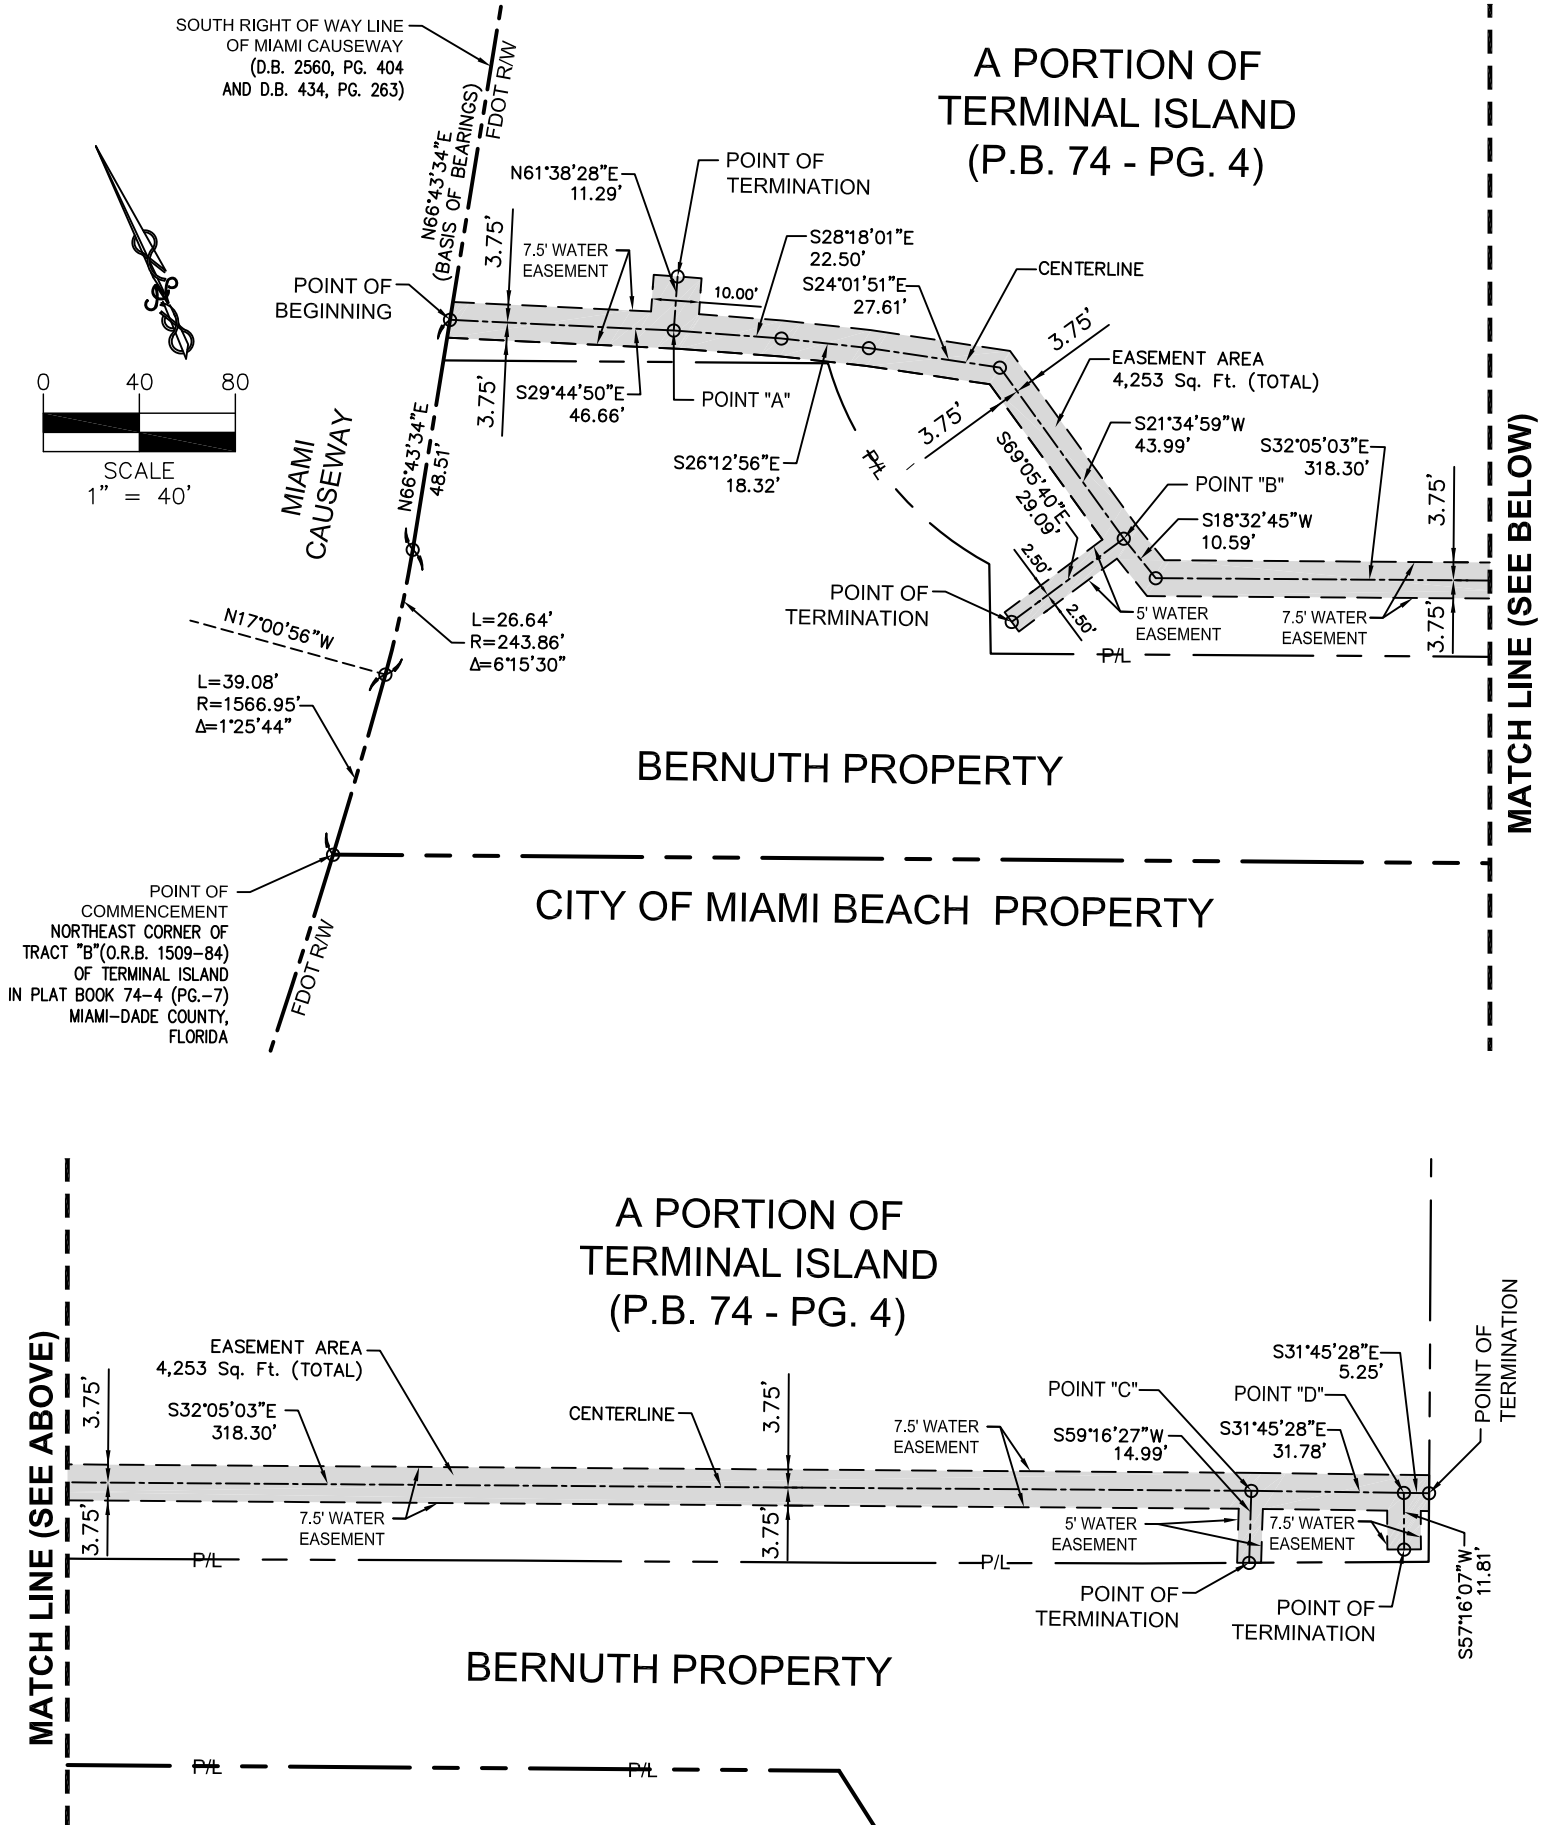 SOUTH RIGHT OF WAY LINE
OF MIAMI CAUSEWAY
(D.B. 2560, PG. 404
AND D.B. 434, PG. 263)
FDOT R/W
N66°43'34"E
(BASIS OF BEARINGS)
A PORTION OF
TERMINAL ISLAND
(P.B. 74 - PG. 4)
POINT OF
TERMINATION
N61°38'28"E
11.29'
3.75'
7.5' WATER
EASEMENT
S28°18'01"E
22.50'
S24°01'51"E
27.61'
CENTERLINE
10.00'
POINT OF
BEGINNING
3.75'
EASEMENT AREA
4,253 Sq. Ft. (TOTAL)
0 40 80
SCALE
1" = 40'
3.75'
S29°44'50"E
46.66'
POINT "A"
3.75'
S21°34'59"W
43.99'
S32°05'03"E
318.30'
MIAMI
CAUSEWAY
N66°43'34"E
48.51'
S26°12'56"E
18.32'
P/L
S69°05'40"E
29.09'
POINT "B"
S18°32'45"W
10.59'
3.75'
2.50'
2.50'
POINT OF
TERMINATION
5' WATER
EASEMENT
7.5' WATER
EASEMENT
3.75'
P/L
MATCH LINE (SEE BELOW)
N17°00'56"W
L=26.64'
R=243.86'
Δ=6°15'30"
L=39.08'
R=1566.95'
Δ=1°25'44"
BERNUTH PROPERTY
CITY OF MIAMI BEACH PROPERTY
POINT OF
COMMENCEMENT
NORTHEAST CORNER OF
TRACT "B"(O.R.B. 1509-84)
OF TERMINAL ISLAND
IN PLAT BOOK 74-4 (PG.-7)
MIAMI-DADE COUNTY,
FLORIDA
FDOT R/W
A PORTION OF
TERMINAL ISLAND
(P.B. 74 - PG. 4)
MATCH LINE (SEE ABOVE)
3.75'
EASEMENT AREA
4,253 Sq. Ft. (TOTAL)
S32°05'03"E
318.30'
CENTERLINE
3.75'
7.5' WATER
EASEMENT
POINT "C"
S59°16'27"W
14.99'
S31°45'28"E
5.25'
POINT "D"
S31°45'28"E
31.78'
POINT OF
TERMINATION
3.75'
7.5' WATER
EASEMENT
3.75'
5' WATER
EASEMENT
7.5' WATER
EASEMENT
P/L
P/L
POINT OF
TERMINATION
POINT OF
TERMINATION
S57°16'07"W
11.81'
BERNUTH PROPERTY
P/L
P/L